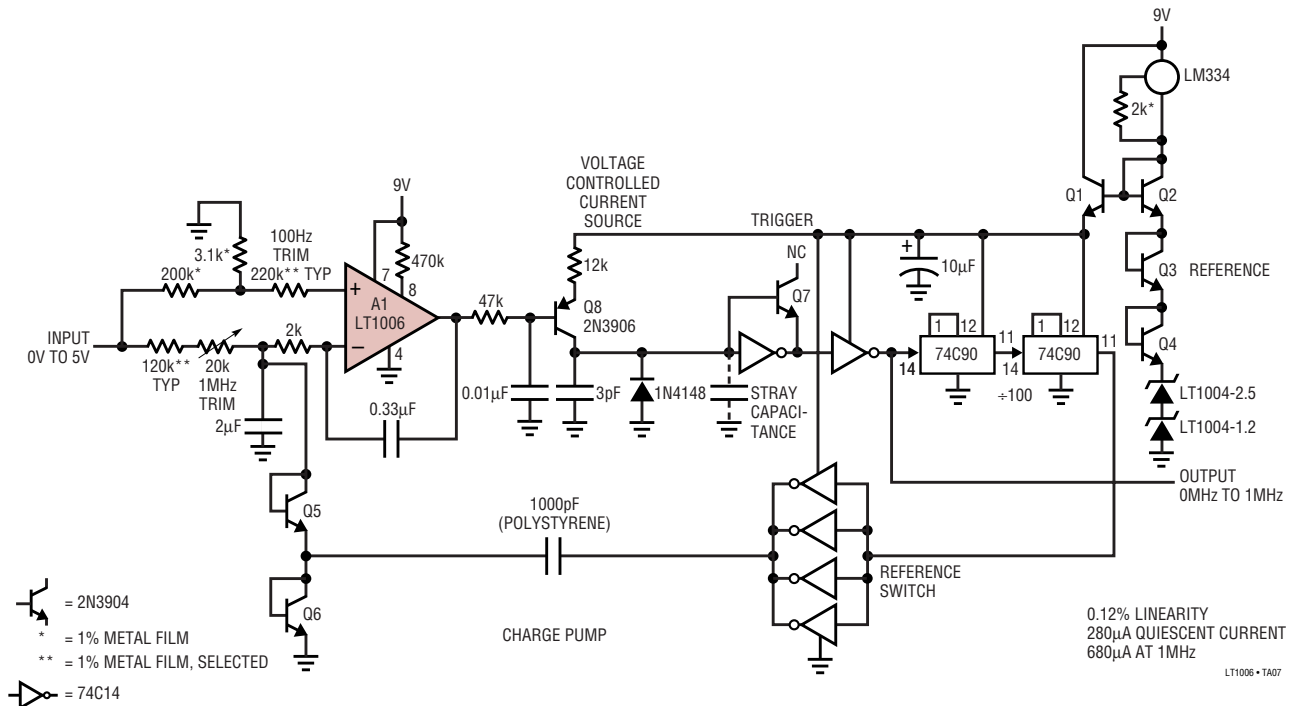 9V
LM334
2k*
VOLTAGE
CONTROLLED
CURRENT
SOURCE
Q1
Q2
9V
TRIGGER
3.1k*
100Hz
TRIM
470k
NC
+
10µF
Q3
REFERENCE
200k*
220k** TYP
12k
7
8
+
A1
LT1006
47k
Q8
2N3906
Q7
Q4
1
12
1
12
INPUT
0V TO 5V
2k
–
4
74C90
11
74C90
11
14
14
120k**
TYP
20k
1MHz
TRIM
÷100
LT1004-2.5
0.01µF
3pF
1N4148
STRAY
CAPACI-
TANCE
0.33µF
2µF
LT1004-1.2
OUTPUT
0MHz TO 1MHz
1000pF
(POLYSTYRENE)
Q5
REFERENCE
SWITCH
= 2N3904
Q6
CHARGE PUMP
* = 1% METAL FILM
** = 1% METAL FILM, SELECTED
= 74C14
0.12% LINEARITY
280µA QUIESCENT CURRENT
680µA AT 1MHz
LT1006 • TA07